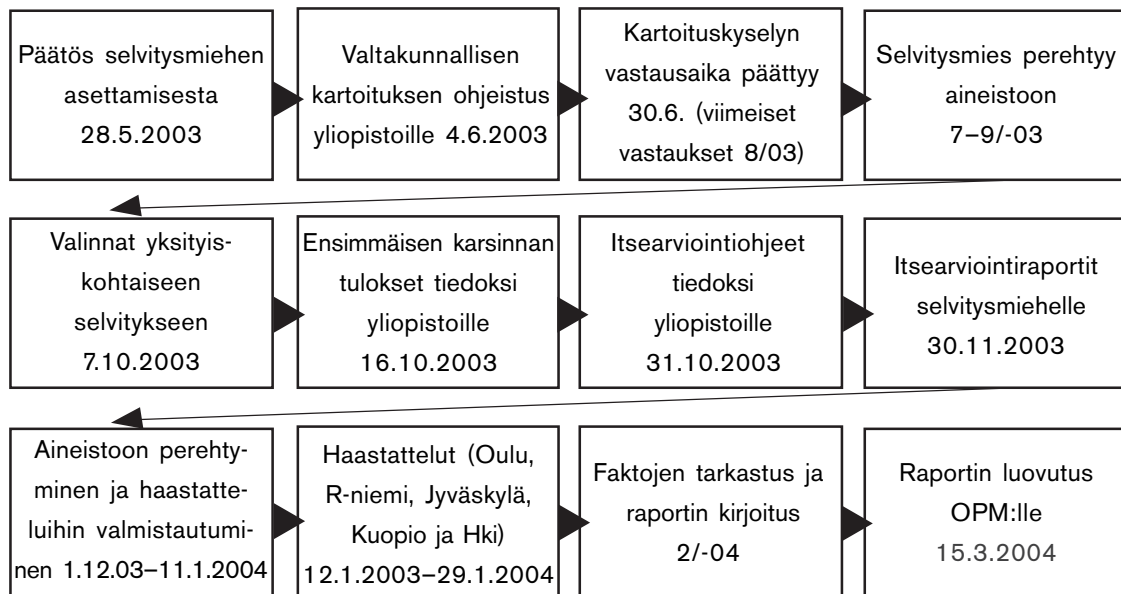 Päätös selvitysmiehen
asettamisesta
28.5.2003
Valtakunnallisen
kartoituksen ohjeistus
yliopistoille 4.6.2003
Kartoituskyselyn
vastausaika päättyy
30.6. (viimeiset
vastaukset 8/03)
Selvitysmies perehtyy
aineistoon
7–9/-03
Valinnat yksityis-
kohtaiseen
selvitykseen
7.10.2003
Ensimmäisen karsinnan
tulokset tiedoksi
yliopistoille
16.10.2003
Itsearviointiohjeet
tiedoksi
yliopistoille
31.10.2003
Itsearviointiraportit
selvitysmiehelle
30.11.2003
Aineistoon perehty-
minen ja haastatte-
luihin valmistautumi-
nen 1.12.03–11.1.2004
Haastattelut (Oulu,
R-niemi, Jyväskylä,
Kuopio ja Hki)
12.1.2003–29.1.2004
Faktojen tarkastus ja
raportin kirjoitus
2/-04
Raportin luovutus
OPM:lle
15.3.2004